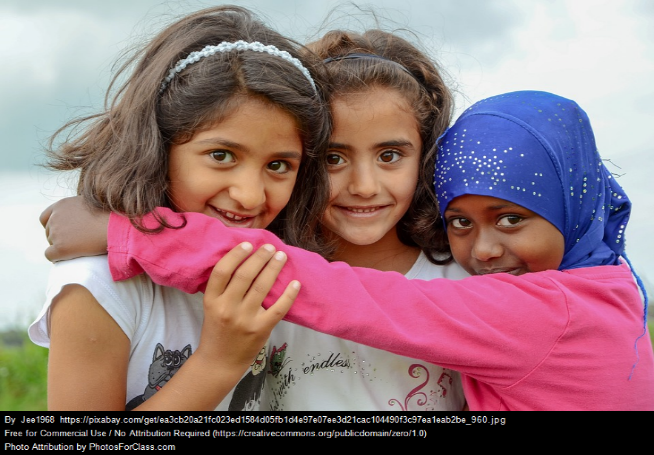 with endless
By Jee1968 https://pixabay.com/get/ea3cb20a21fc023ed1584d05fb1d4e97e07ee3d21cac104490f3c97ea1eab2be_960.jpg
Free for Commercial Use / No Attribution Required (https://creativecommons.org/publicdomain/zero/1.0)
Photo Attribution by PhotosForClass.com